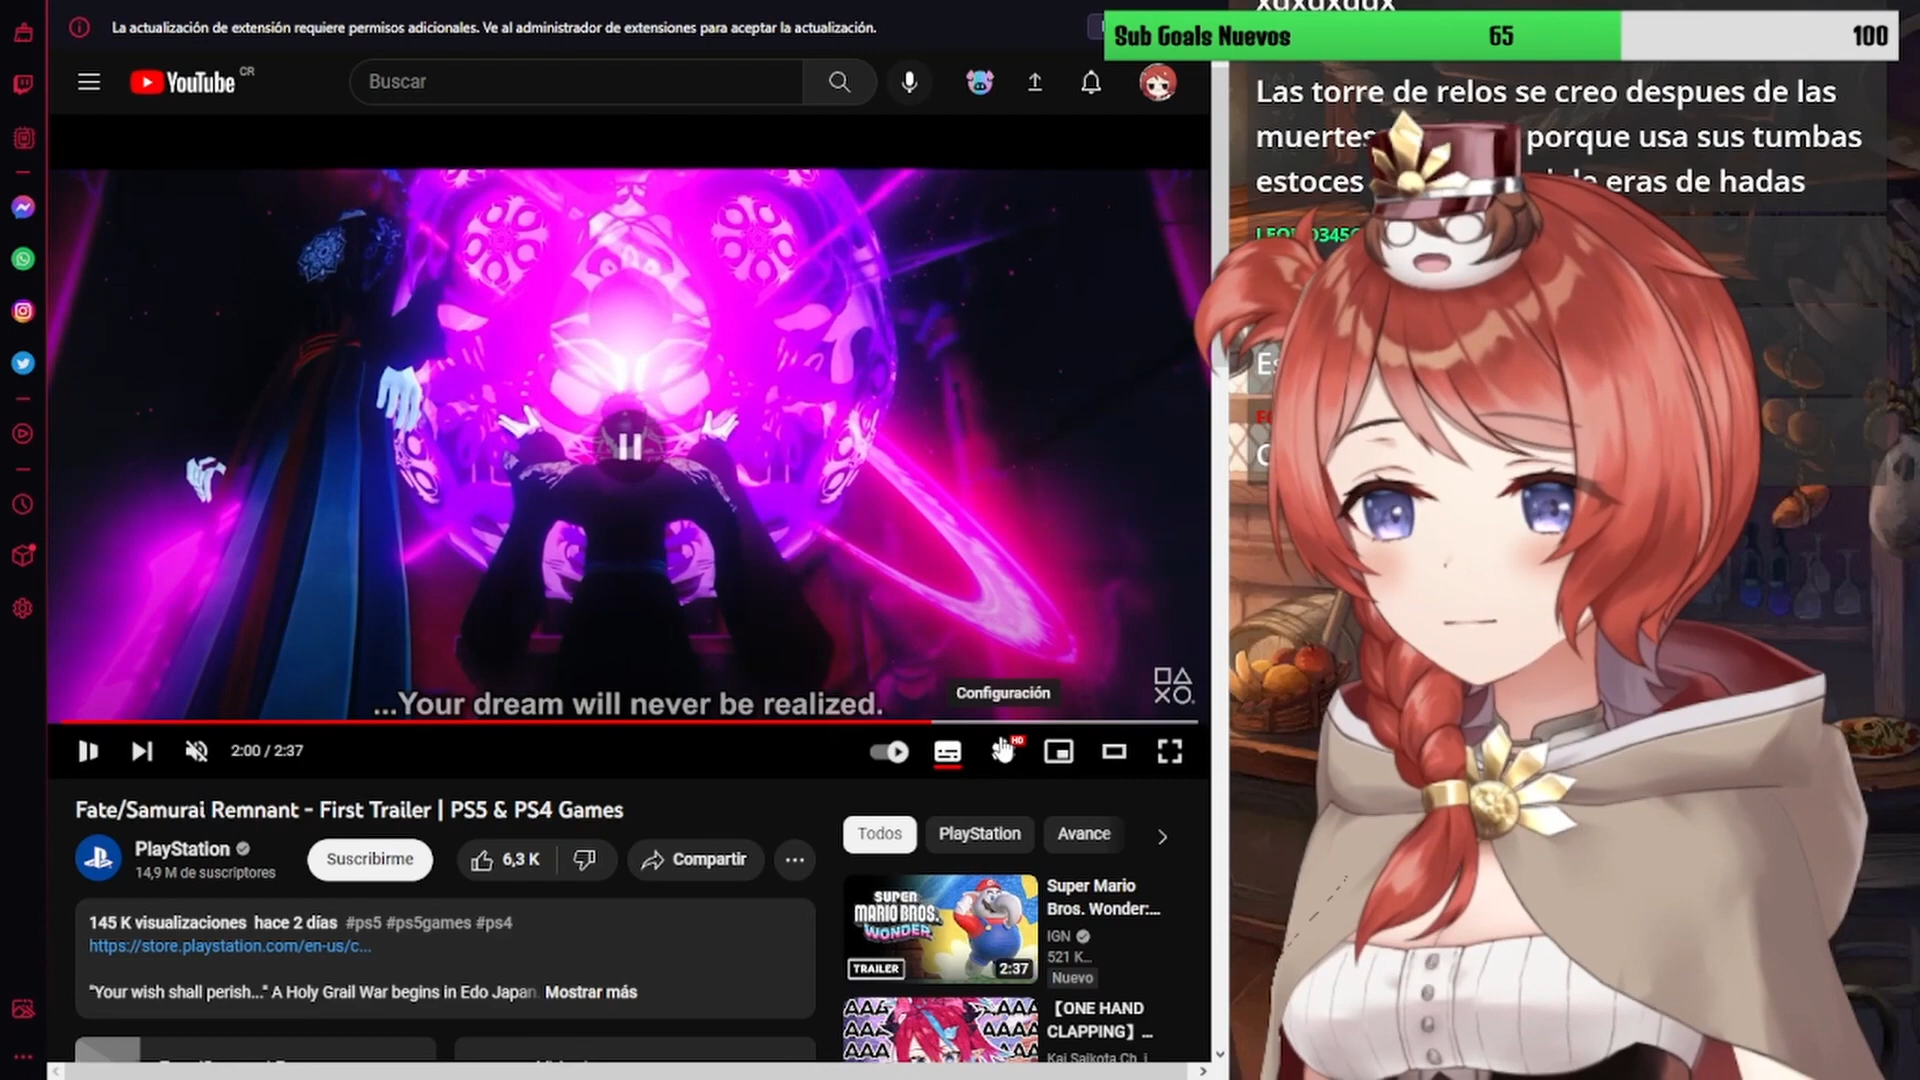 La actualización de extensión requiere permisos adicionales. Ve al administrador de extensiones para aceptar la actualización.
Sub Goals Nuevos 65 100
YouTube CR
Buscar
Las torre de relos se creo despues de las
muertes porque usa sus tumbas
estoces eras de hadas
...Your dream will never be realized.
Configuración
2:00 / 2:37
HD
Fate/Samurai Remnant - First Trailer | PS5 & PS4 Games
PlayStation
14,9 M de suscriptores
Suscribirme
6,3 K
Compartir
145 K visualizaciones hace 2 días #ps5 #ps5games #ps4
https://store.playstation.com/en-us/c...
"Your wish shall perish..." A Holy Grail War begins in Edo Japan. Mostrar más
Todos
PlayStation
Avance
SUPER
MARIO BROS.
WONDER
TRAILER
2:37
Super Mario
Bros. Wonder:...
IGN
521 K...
Nuevo
【ONE HAND
CLAPPING】...
Kai Saikota Ch.